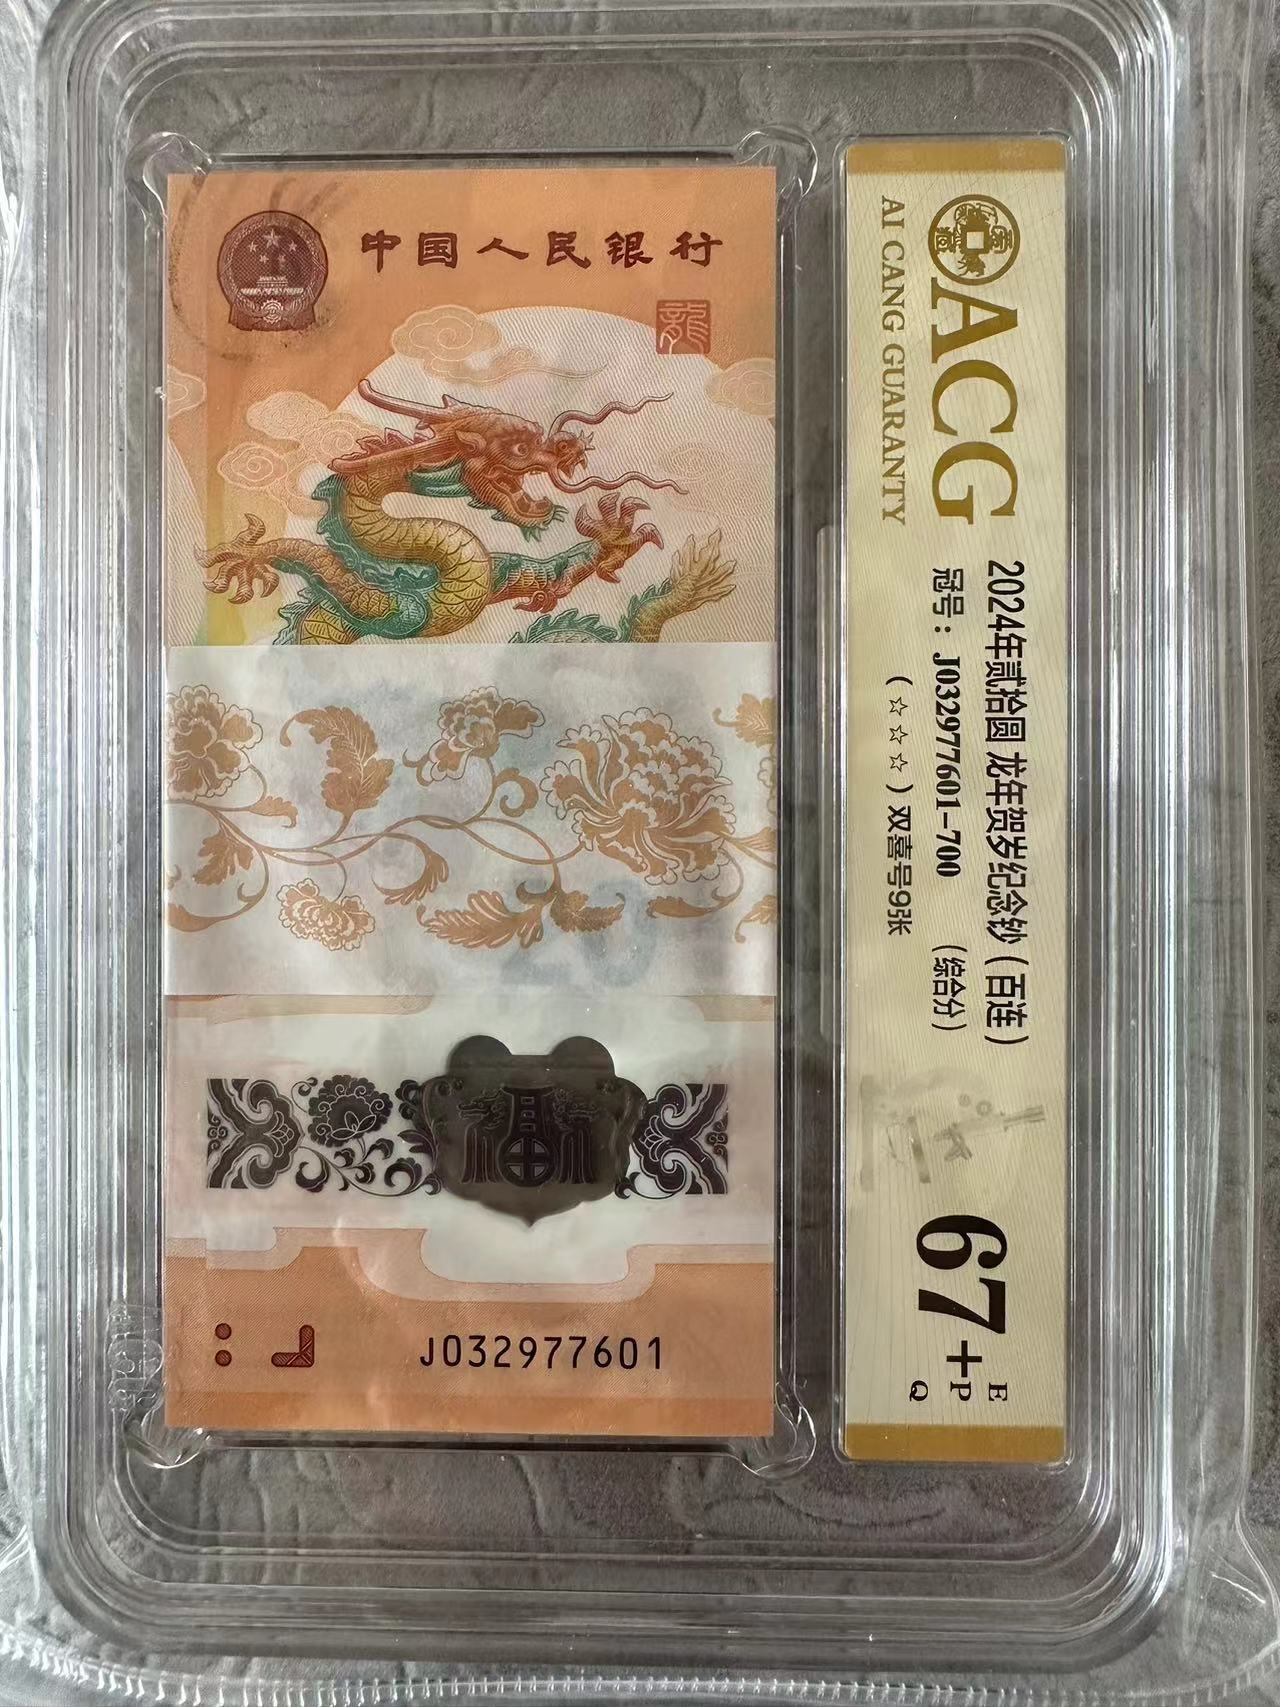 中国人民银行
龍
J032977601
ACG
AI CANG GUARANTY
2024年贰拾圆 龙年贺岁纪念钞（百连）
冠号：J032977601-700 （综合分）
（☆☆☆）双喜号9张
67+
E
P
Q